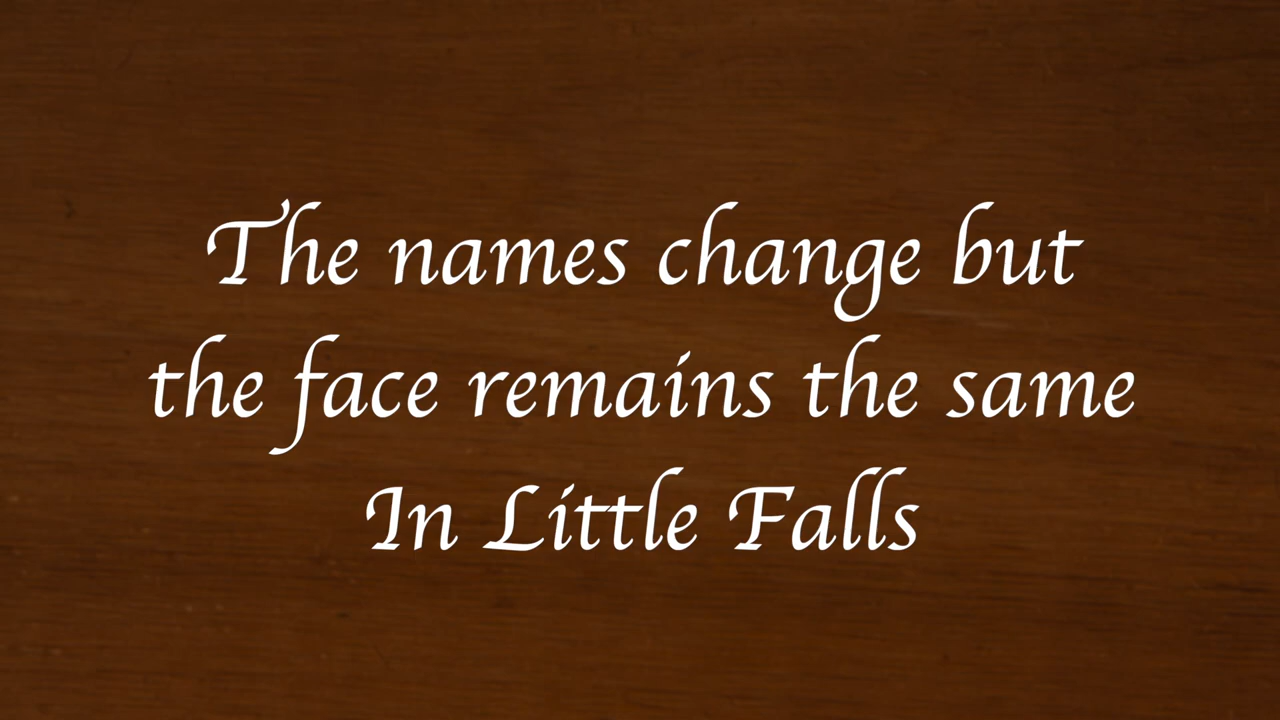 The names change but
the face remains the same
In Little Falls